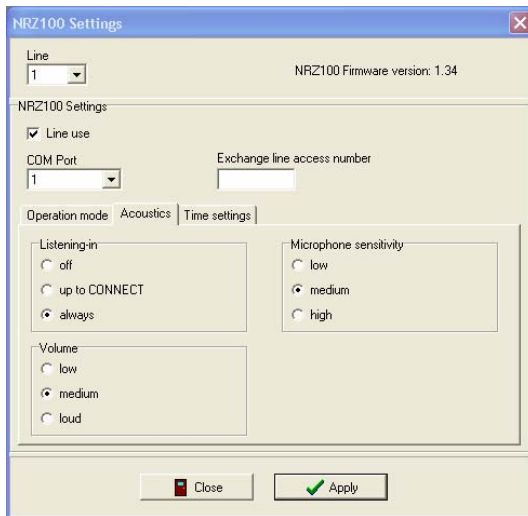 NRZ100 Settings
Line
1
NRZ100 Firmware version: 1.34
NRZ100 Settings
Line use
COM Port
Exchange line access number
1
Operation mode Acoustics Time settings
Listening-in
off
up to CONNECT
always
Microphone sensitivity
low
medium
high
Volume
low
medium
loud
Close Apply